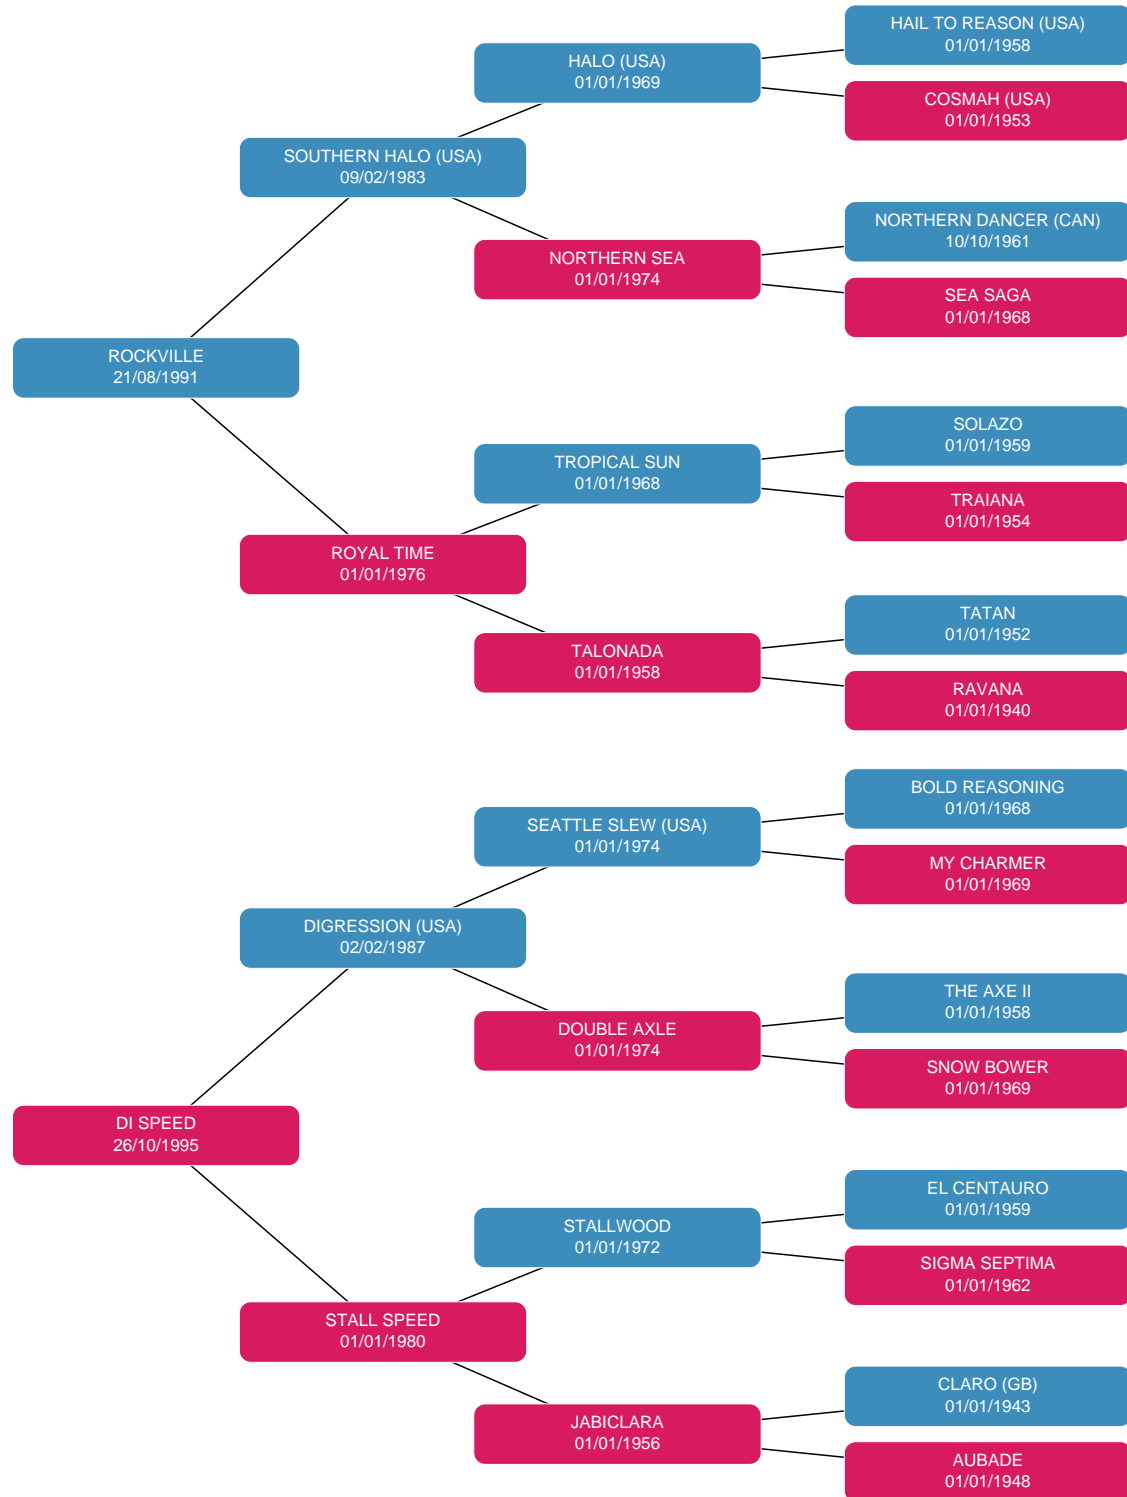 HAIL TO REASON (USA)
01/01/1958
HALO (USA)
01/01/1969
COSMAH (USA)
01/01/1953
SOUTHERN HALO (USA)
09/02/1983
NORTHERN DANCER (CAN)
10/10/1961
NORTHERN SEA
01/01/1974
SEA SAGA
01/01/1968
ROCKVILLE
21/08/1991
SOLAZO
01/01/1959
TROPICAL SUN
01/01/1968
TRAIANA
01/01/1954
ROYAL TIME
01/01/1976
TATAN
01/01/1952
TALONADA
01/01/1958
RAVANA
01/01/1940
BOLD REASONING
01/01/1968
SEATTLE SLEW (USA)
01/01/1974
MY CHARMER
01/01/1969
DIGRESSION (USA)
02/02/1987
THE AXE II
01/01/1958
DOUBLE AXLE
01/01/1974
SNOW BOWER
01/01/1969
DI SPEED
26/10/1995
EL CENTAURO
01/01/1959
STALLWOOD
01/01/1972
SIGMA SEPTIMA
01/01/1962
STALL SPEED
01/01/1980
CLARO (GB)
01/01/1943
JABICLARA
01/01/1956
AUBADE
01/01/1948